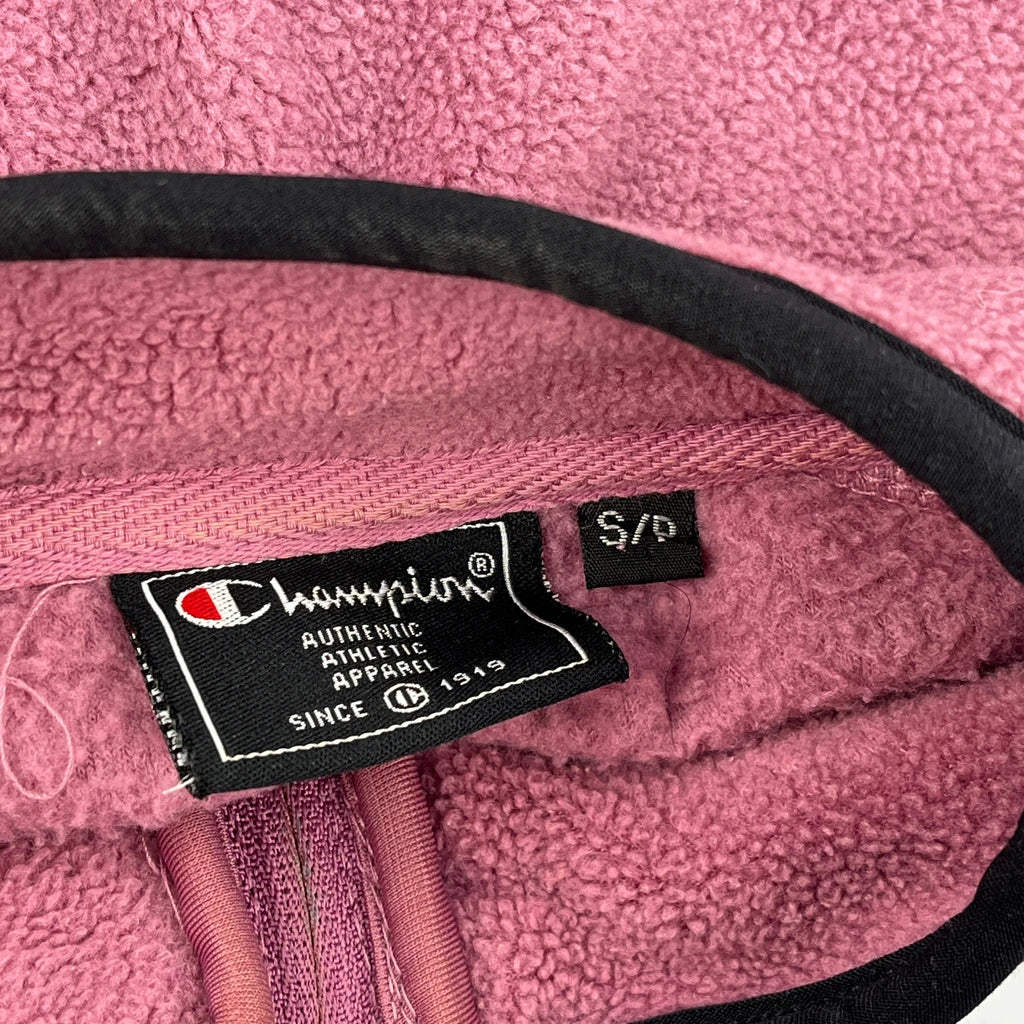 Champion®
AUTHENTIC
ATHLETIC
APPAREL
SINCE C 1919
S/P